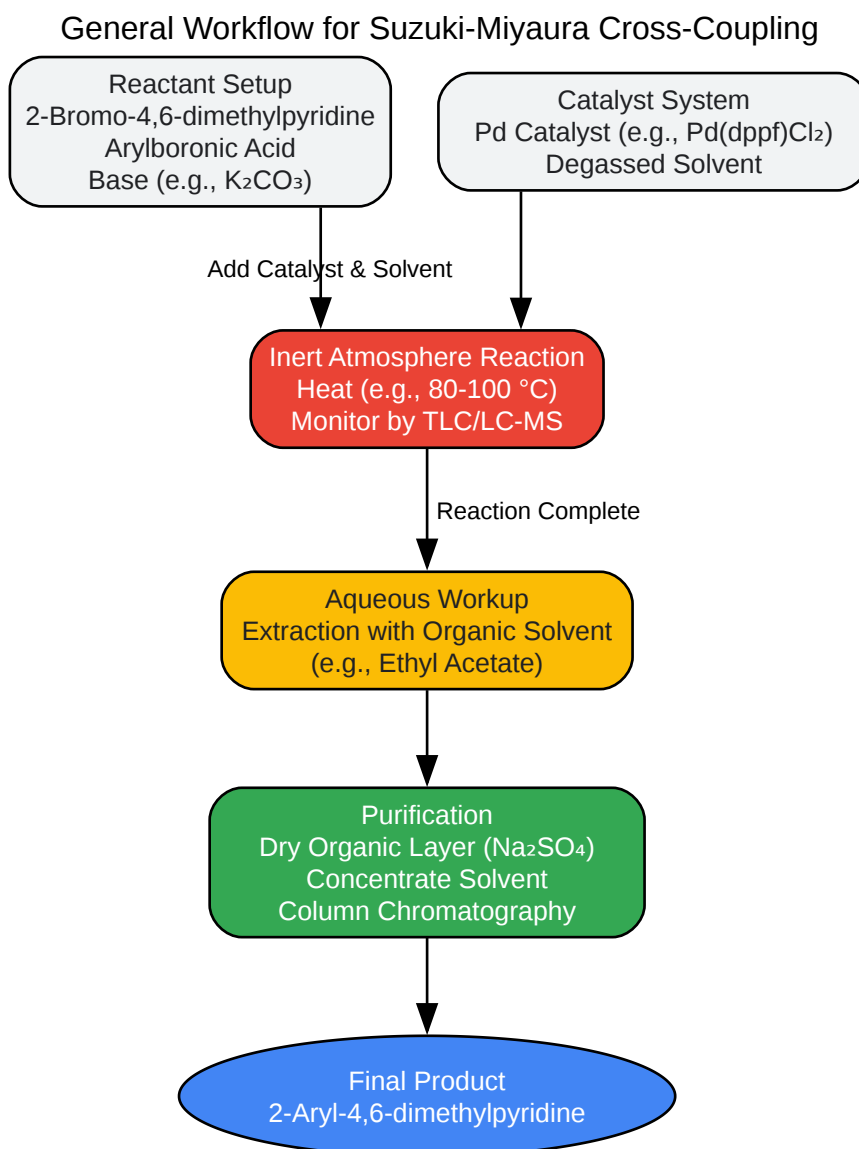 General Workflow for Suzuki-Miyaura Cross-Coupling
Reactant Setup
2-Bromo-4,6-dimethylpyridine
Arylboronic Acid
Base (e.g., K₂CO₃)
Catalyst System
Pd Catalyst (e.g., Pd(dppf)Cl₂)
Degassed Solvent
Add Catalyst & Solvent
Inert Atmosphere Reaction
Heat (e.g., 80-100 °C)
Monitor by TLC/LC-MS
Reaction Complete
Aqueous Workup
Extraction with Organic Solvent
(e.g., Ethyl Acetate)
Purification
Dry Organic Layer (Na₂SO₄)
Concentrate Solvent
Column Chromatography
Final Product
2-Aryl-4,6-dimethylpyridine